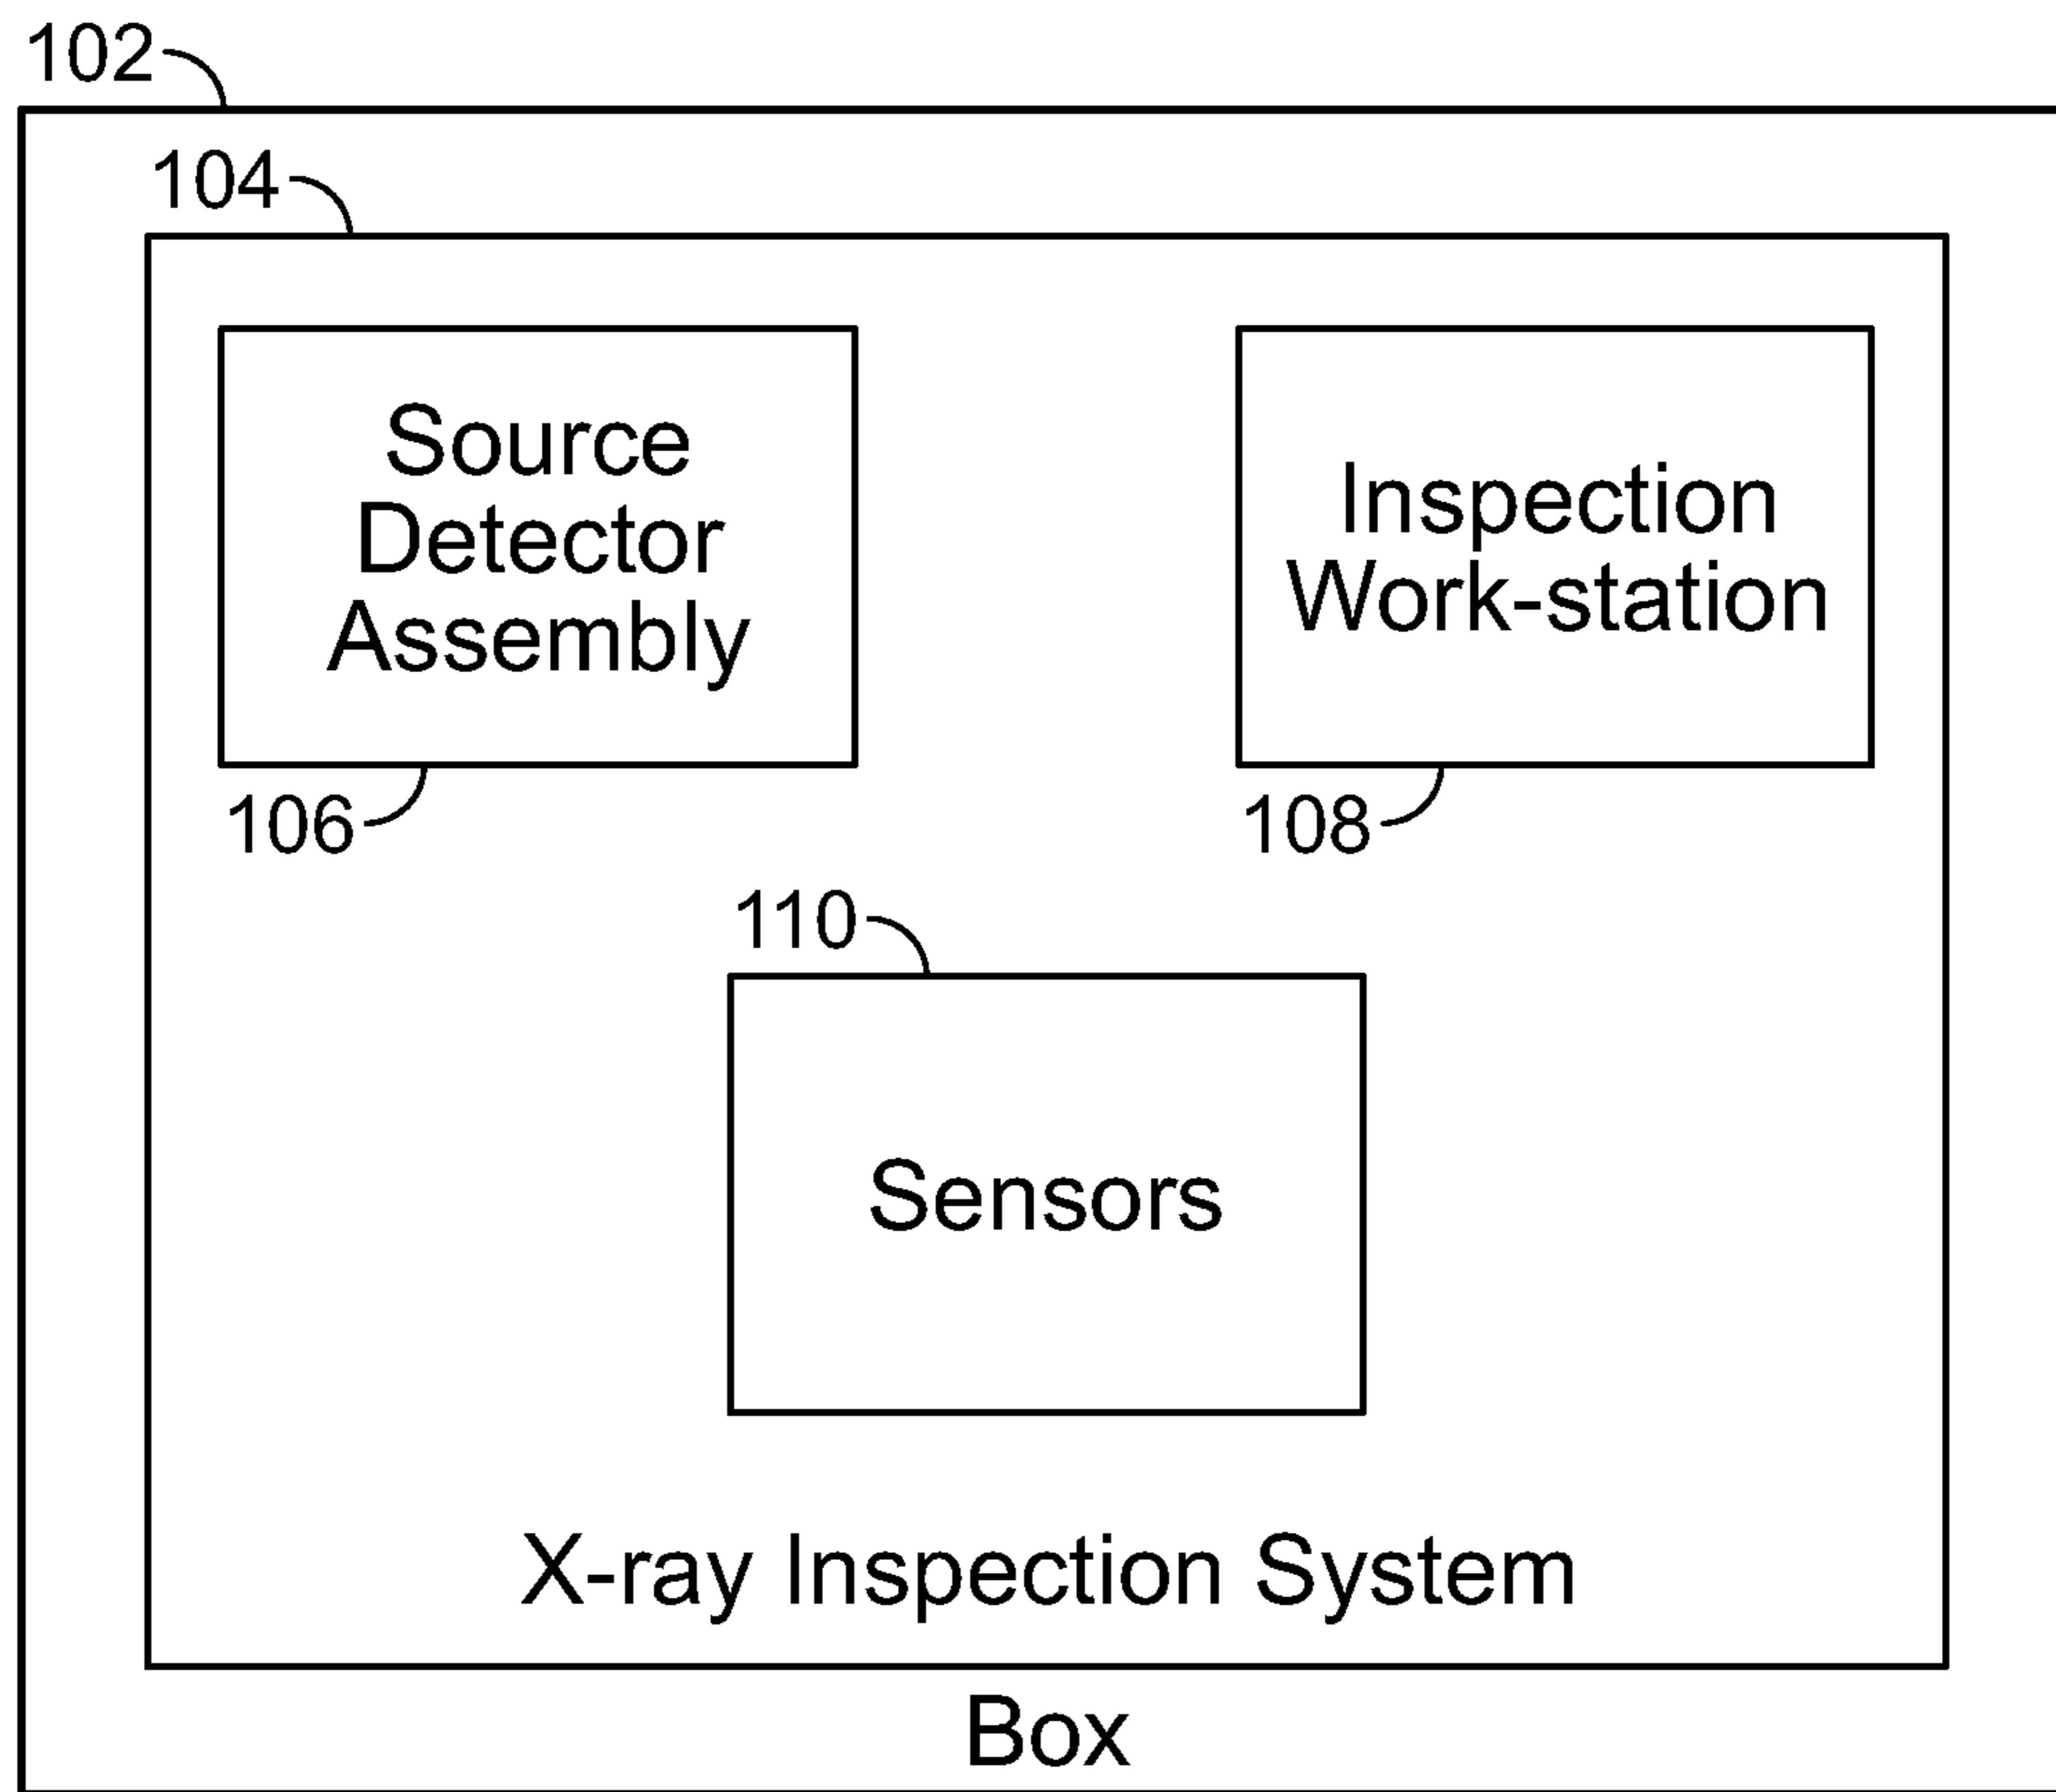 102
104
Source
Detector
Assembly
106
Inspection
Work-station
108
110
Sensors
X-ray Inspection System
Box